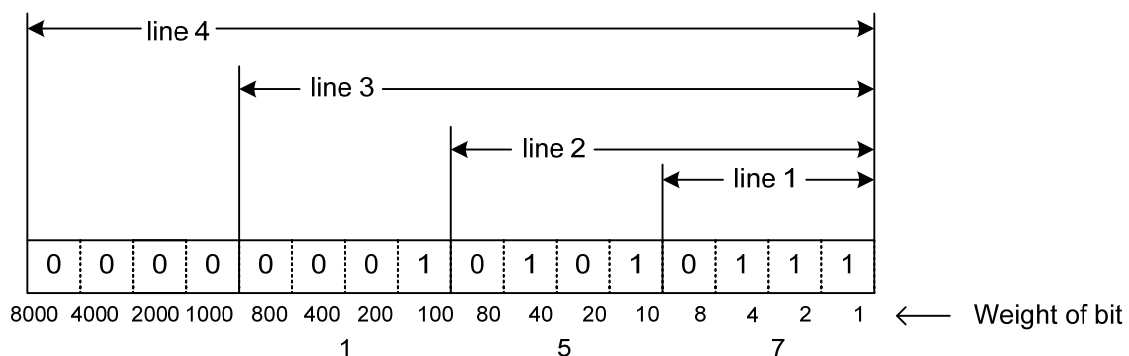 line 4
line 3
line 2
line 1
0 0 0 0 0 0 0 1 0 1 0 1 0 1 1 1
8000 4000 2000 1000 800 400 200 100 80 40 20 10 8 4 2 1 Weight of bit
1 5 7